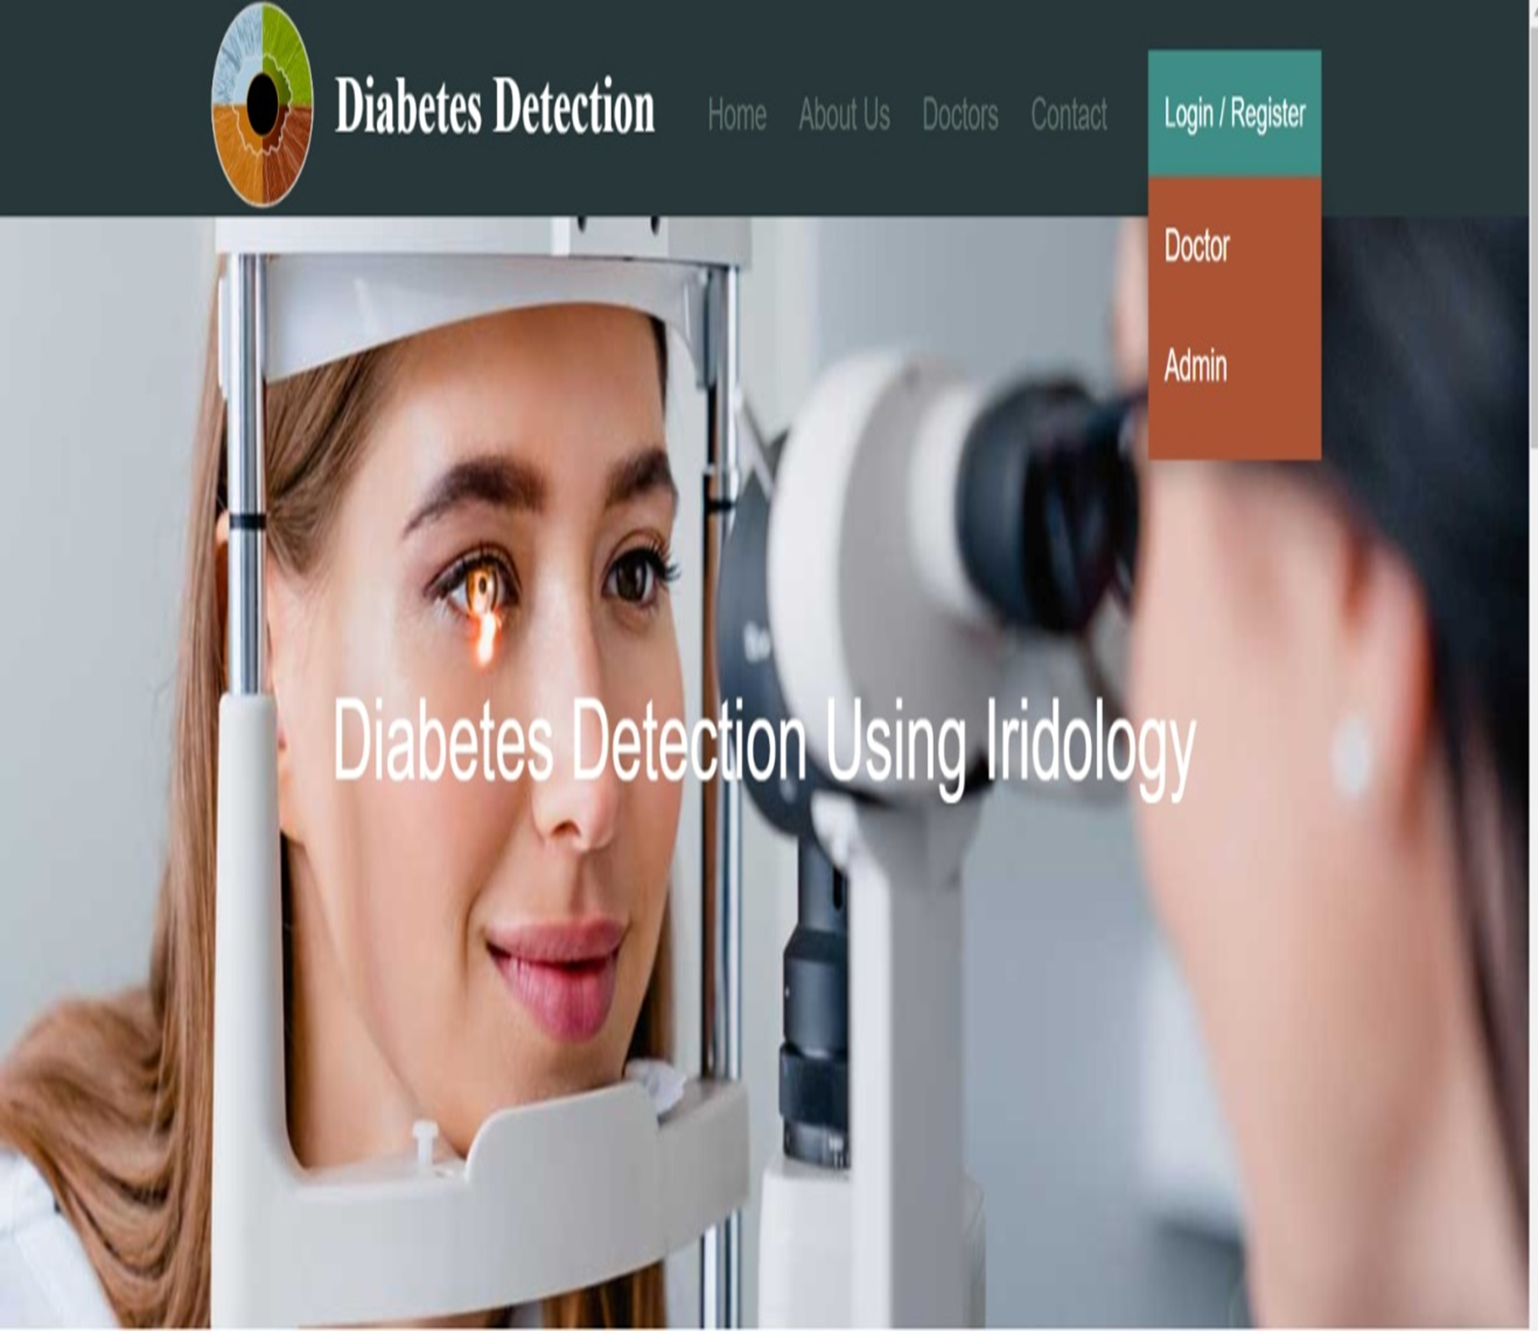 Diabetes Detection
Home About Us Doctors Contact Login / Register
Doctor
Admin
Diabetes Detection Using Iridology